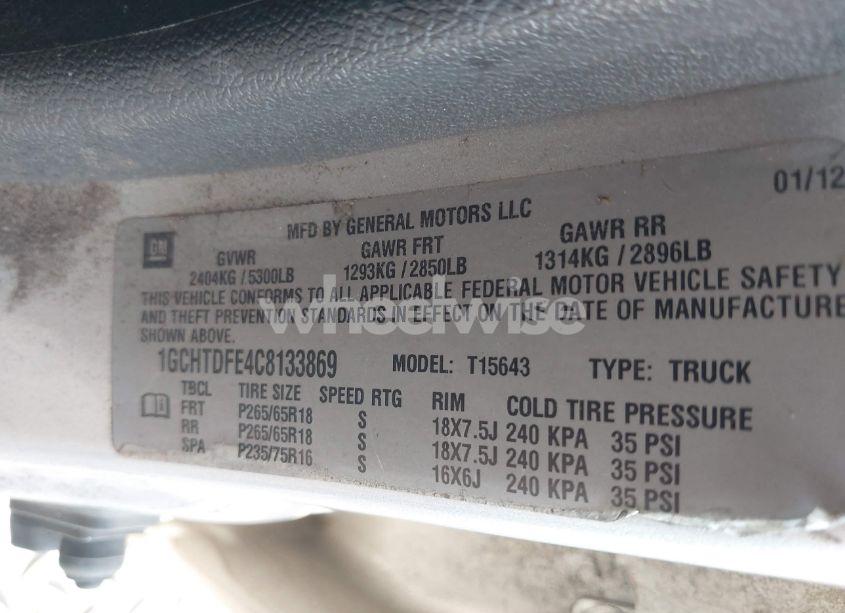 01/12
MFD BY GENERAL MOTORS LLC
GM GVWR GAWR FRT GAWR RR
2404KG / 5300LB 1293KG / 2850LB 1314KG / 2896LB
THIS VEHICLE CONFORMS TO ALL APPLICABLE FEDERAL MOTOR VEHICLE SAFETY
AND THEFT PREVENTION STANDARDS IN EFFECT ON THE DATE OF MANUFACTURE
SHOWN ABOVE.
wheelwise
1GCHTDFE4C8133869 MODEL: T15643 TYPE: TRUCK
TBCL TIRE SIZE SPEED RTG RIM COLD TIRE PRESSURE
FRT P265/65R18 S 18X7.5J 240 KPA 35 PSI
RR P265/65R18 S 18X7.5J 240 KPA 35 PSI
SPA P235/75R16 S 16X6J 240 KPA 35 PSI